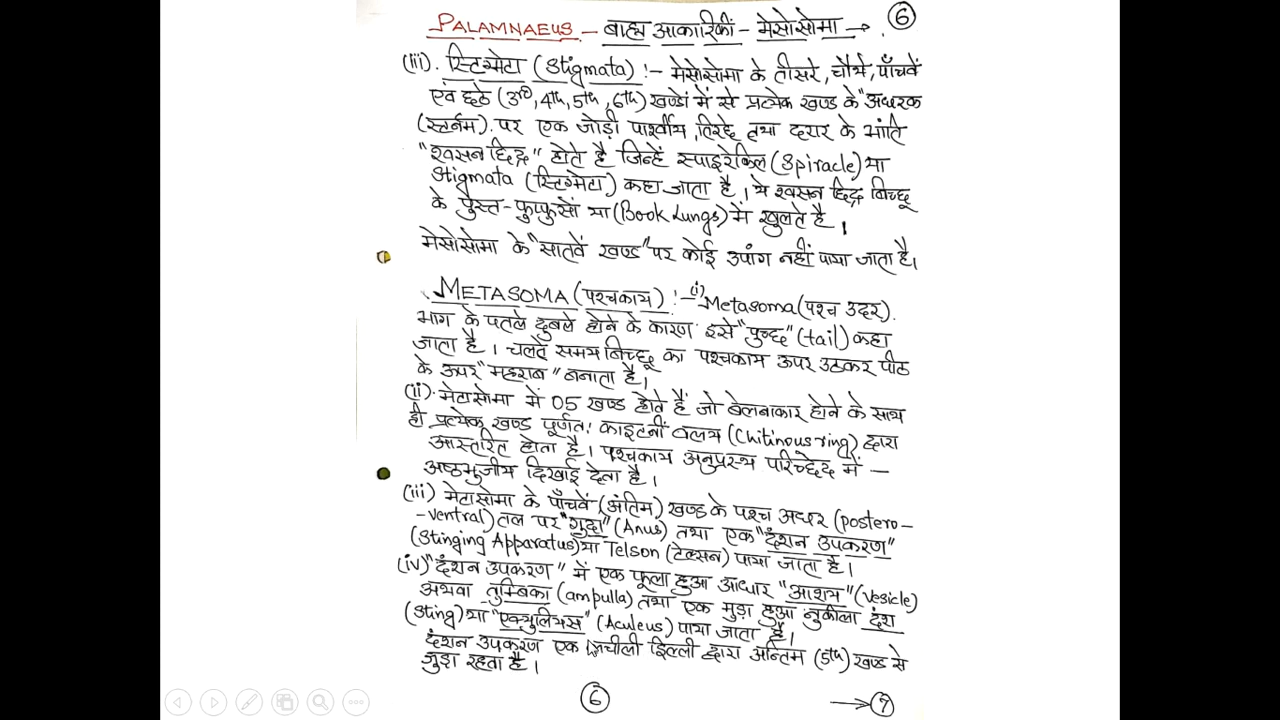 PALAMNAEUS - बाह्य आकारिकी - मेसोसोमा → 6
(iii). स्टिग्मेटा (Stigmata) :- मेसोसोमा के तीसरे, चौथे, पाँचवें
एवं छठे (3rd, 4th, 5th, 6th) खण्डों में से प्रत्येक खण्ड के "अधरक
(स्टर्नम). पर एक जोड़ी पार्श्वीय, तिरछे तथा दरार के भांति
"श्वसन छिद्र" होते है जिन्हें स्पाइरेकिल (Spiracle) या
Stigmata (स्टिग्मेटा) कहा जाता है। ये श्वसन छिद्र बिच्छू
के पुस्त-फुफ्फुसों या (Book Lungs) में खुलते है।
मेसोसोमा के "सातवें खण्ड" पर कोई उपांग नहीं पाया जाता है।
METASOMA (पश्चकाय) :- (i) Metasoma (पश्च उदर).
भाग के पतले दुबले होने के कारण इसे "पुच्छ" (tail) कहा
जाता है। चलते समय बिच्छू का पश्चकाय ऊपर उठकर पीठ
के ऊपर "महराब" बनाता है।
(ii). मेटासोमा में 05 खण्ड होते हैं जो बेलनाकार होने के साथ
ही प्रत्येक खण्ड पूर्णतः काइटनी वलय (Chitinous ring) द्वारा
आस्तरित होता है। पश्चकाय अनुप्रस्थ परिच्छेद में -
अष्ठभुजीय दिखाई देता है।
(iii) मेटासोमा के पाँचवें (अंतिम) खण्ड के पश्च अधर (postero-
-ventral) तल पर "गुदा" (Anus) तथा एक "दंशन उपकरण"
(Stinging Apparatus) या Telson (टेल्सन) पाया जाता है।
(iv) "दंशन उपकरण" में एक फूला हुआ आधार "आशय" (vesicle)
अथवा तुम्बिका (ampulla) तथा एक मुड़ा हुआ नुकीला दंश
(Sting) या "एक्युलियस" (Aculeus) पाया जाता है।
दंशन उपकरण एक लचीली झिल्ली द्वारा अन्तिम (5th) खण्ड से
जुड़ा रहता है।
6 → 7